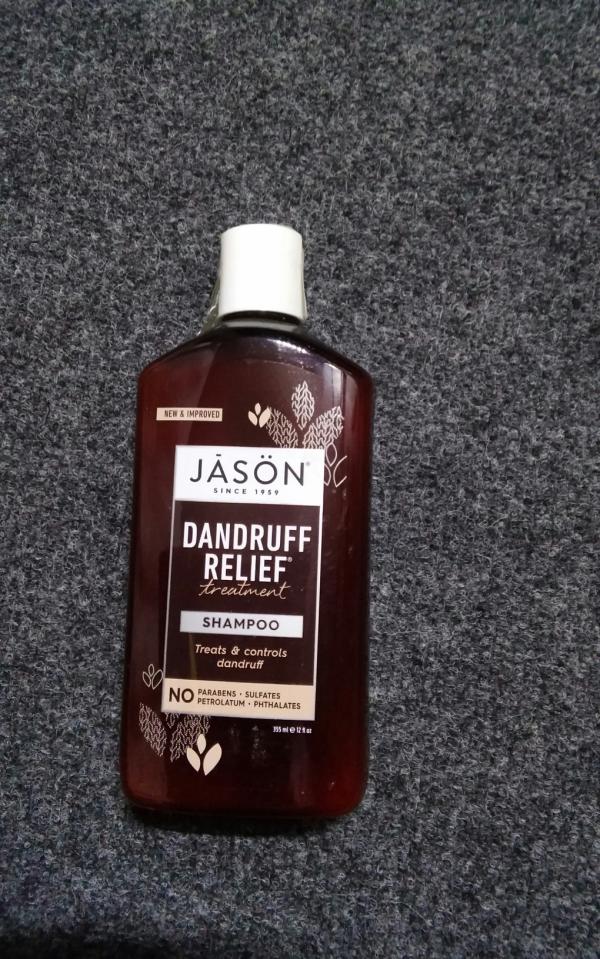 NEW & IMPROVED
JĀSÖN®
SINCE 1959
DANDRUFF
RELIEF®
treatment
SHAMPOO
Treats & controls
dandruff
NO PARABENS • SULFATES
PETROLATUM • PHTHALATES
355 ml ℮ 12 fl oz